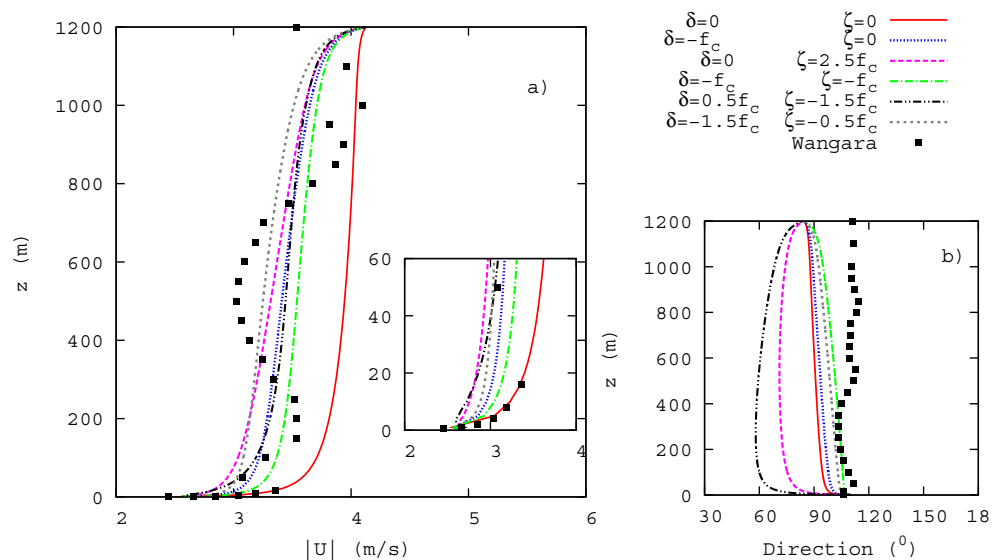 δ=0 ζ=0
δ=-f_c ζ=0
δ=0 ζ=2.5f_c
δ=-f_c ζ=-f_c
δ=0.5f_c ζ=-1.5f_c
δ=-1.5f_c ζ=-0.5f_c
Wangara
a)
1200
1000
800
600
400
200
0
z (m)
2 3 4 5 6
|U| (m/s)
60
40
20
0
2 3 4
b)
1200
1000
800
600
400
200
0
z (m)
30 60 90 120 150 18
Direction (⁰)